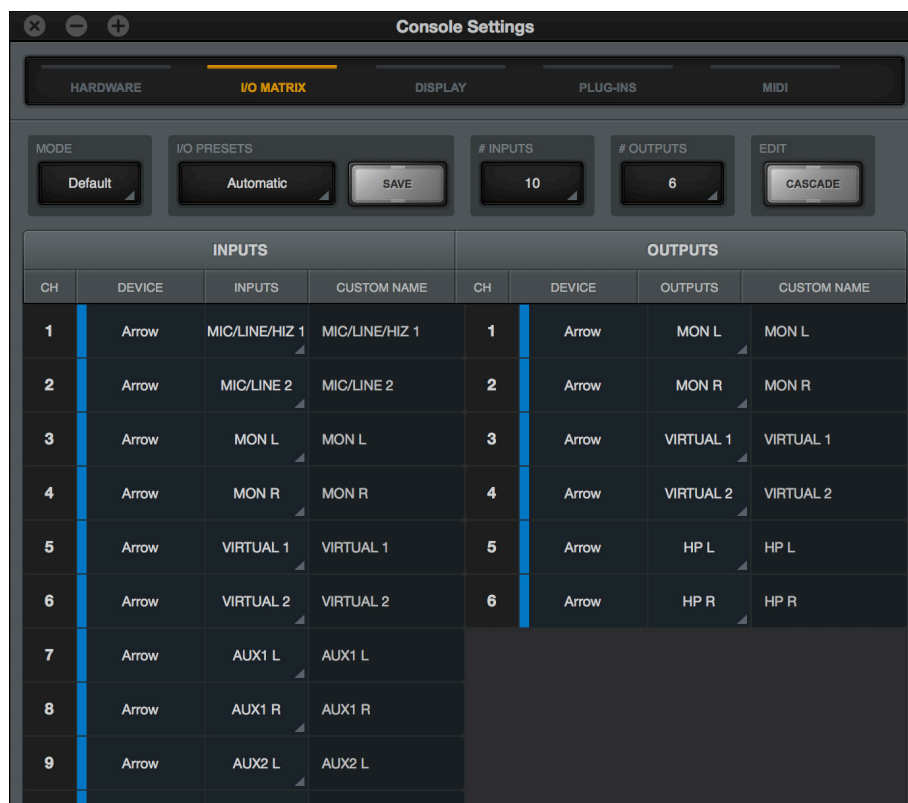 Console Settings
HARDWARE I/O MATRIX DISPLAY PLUG-INS MIDI
MODE I/O PRESETS # INPUTS # OUTPUTS EDIT
Default Automatic SAVE 10 6 CASCADE
INPUTS OUTPUTS
CH DEVICE INPUTS CUSTOM NAME CH DEVICE OUTPUTS CUSTOM NAME
1 Arrow MIC/LINE/HIZ 1 MIC/LINE/HIZ 1 1 Arrow MON L MON L
2 Arrow MIC/LINE 2 MIC/LINE 2 2 Arrow MON R MON R
3 Arrow MON L MON L 3 Arrow VIRTUAL 1 VIRTUAL 1
4 Arrow MON R MON R 4 Arrow VIRTUAL 2 VIRTUAL 2
5 Arrow VIRTUAL 1 VIRTUAL 1 5 Arrow HP L HP L
6 Arrow VIRTUAL 2 VIRTUAL 2 6 Arrow HP R HP R
7 Arrow AUX1 L AUX1 L
8 Arrow AUX1 R AUX1 R
9 Arrow AUX2 L AUX2 L